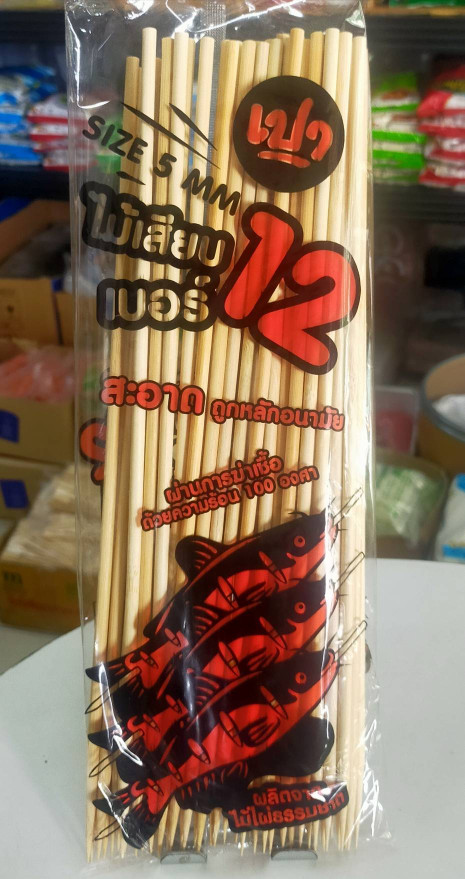 เปา
SIZE 5 MM
ไม้เสียบ
เบอร์ 12
สะอาด ถูกหลักอนามัย
ผ่านการฆ่าเชื้อ
ด้วยความร้อน 100 องศา
ผลิตจาก
ไม้ไผ่ธรรมชาติ